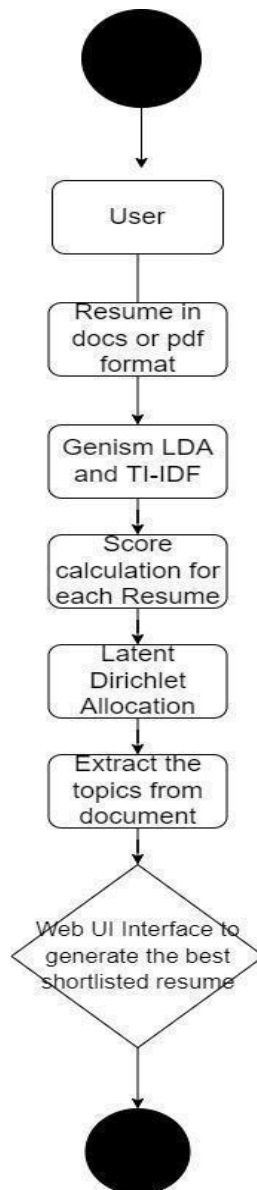 User
Resume in
docs or pdf
format
Genism LDA
and TI-IDF
Score
calculation for
each Resume
Latent
Dirichlet
Allocation
Extract the
topics from
document
Web UI Interface to
generate the best
shortlisted resume